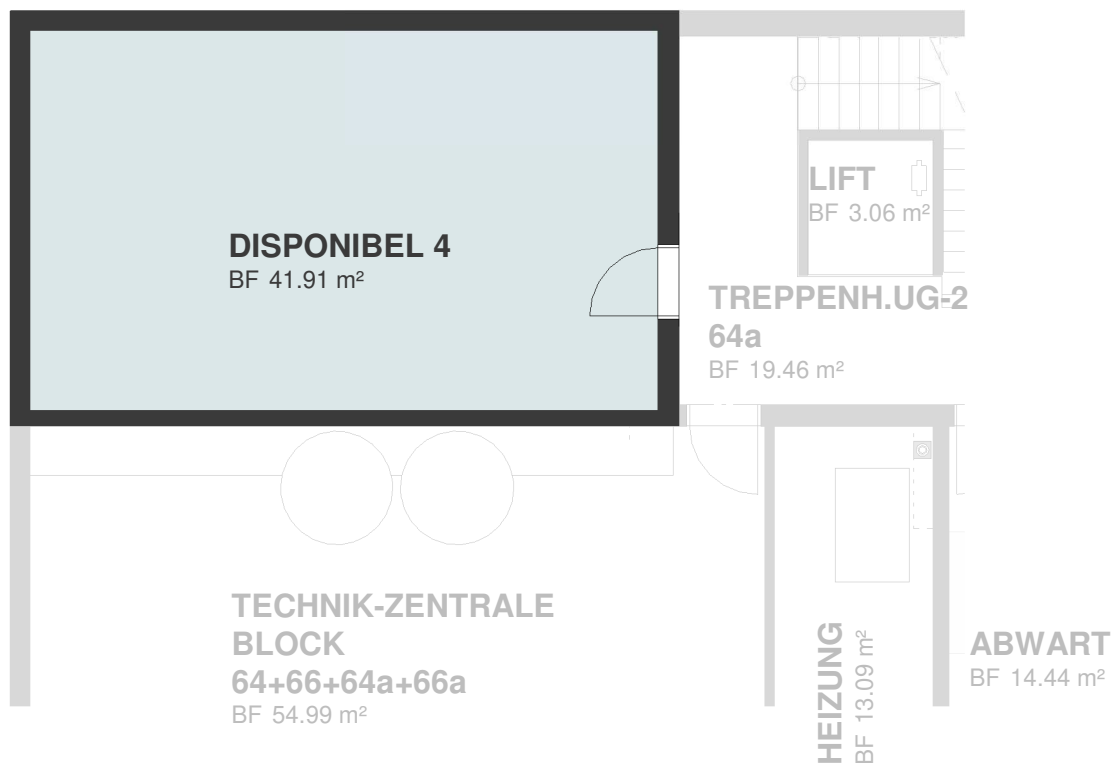 DISPONIBEL 4
BF 41.91 m²
LIFT
BF 3.06 m²
TREPPENH.UG-2
64a
BF 19.46 m²
TECHNIK-ZENTRALE
BLOCK
64+66+64a+66a
BF 54.99 m²
HEIZUNG
BF 13.09 m²
ABWART
BF 14.44 m²